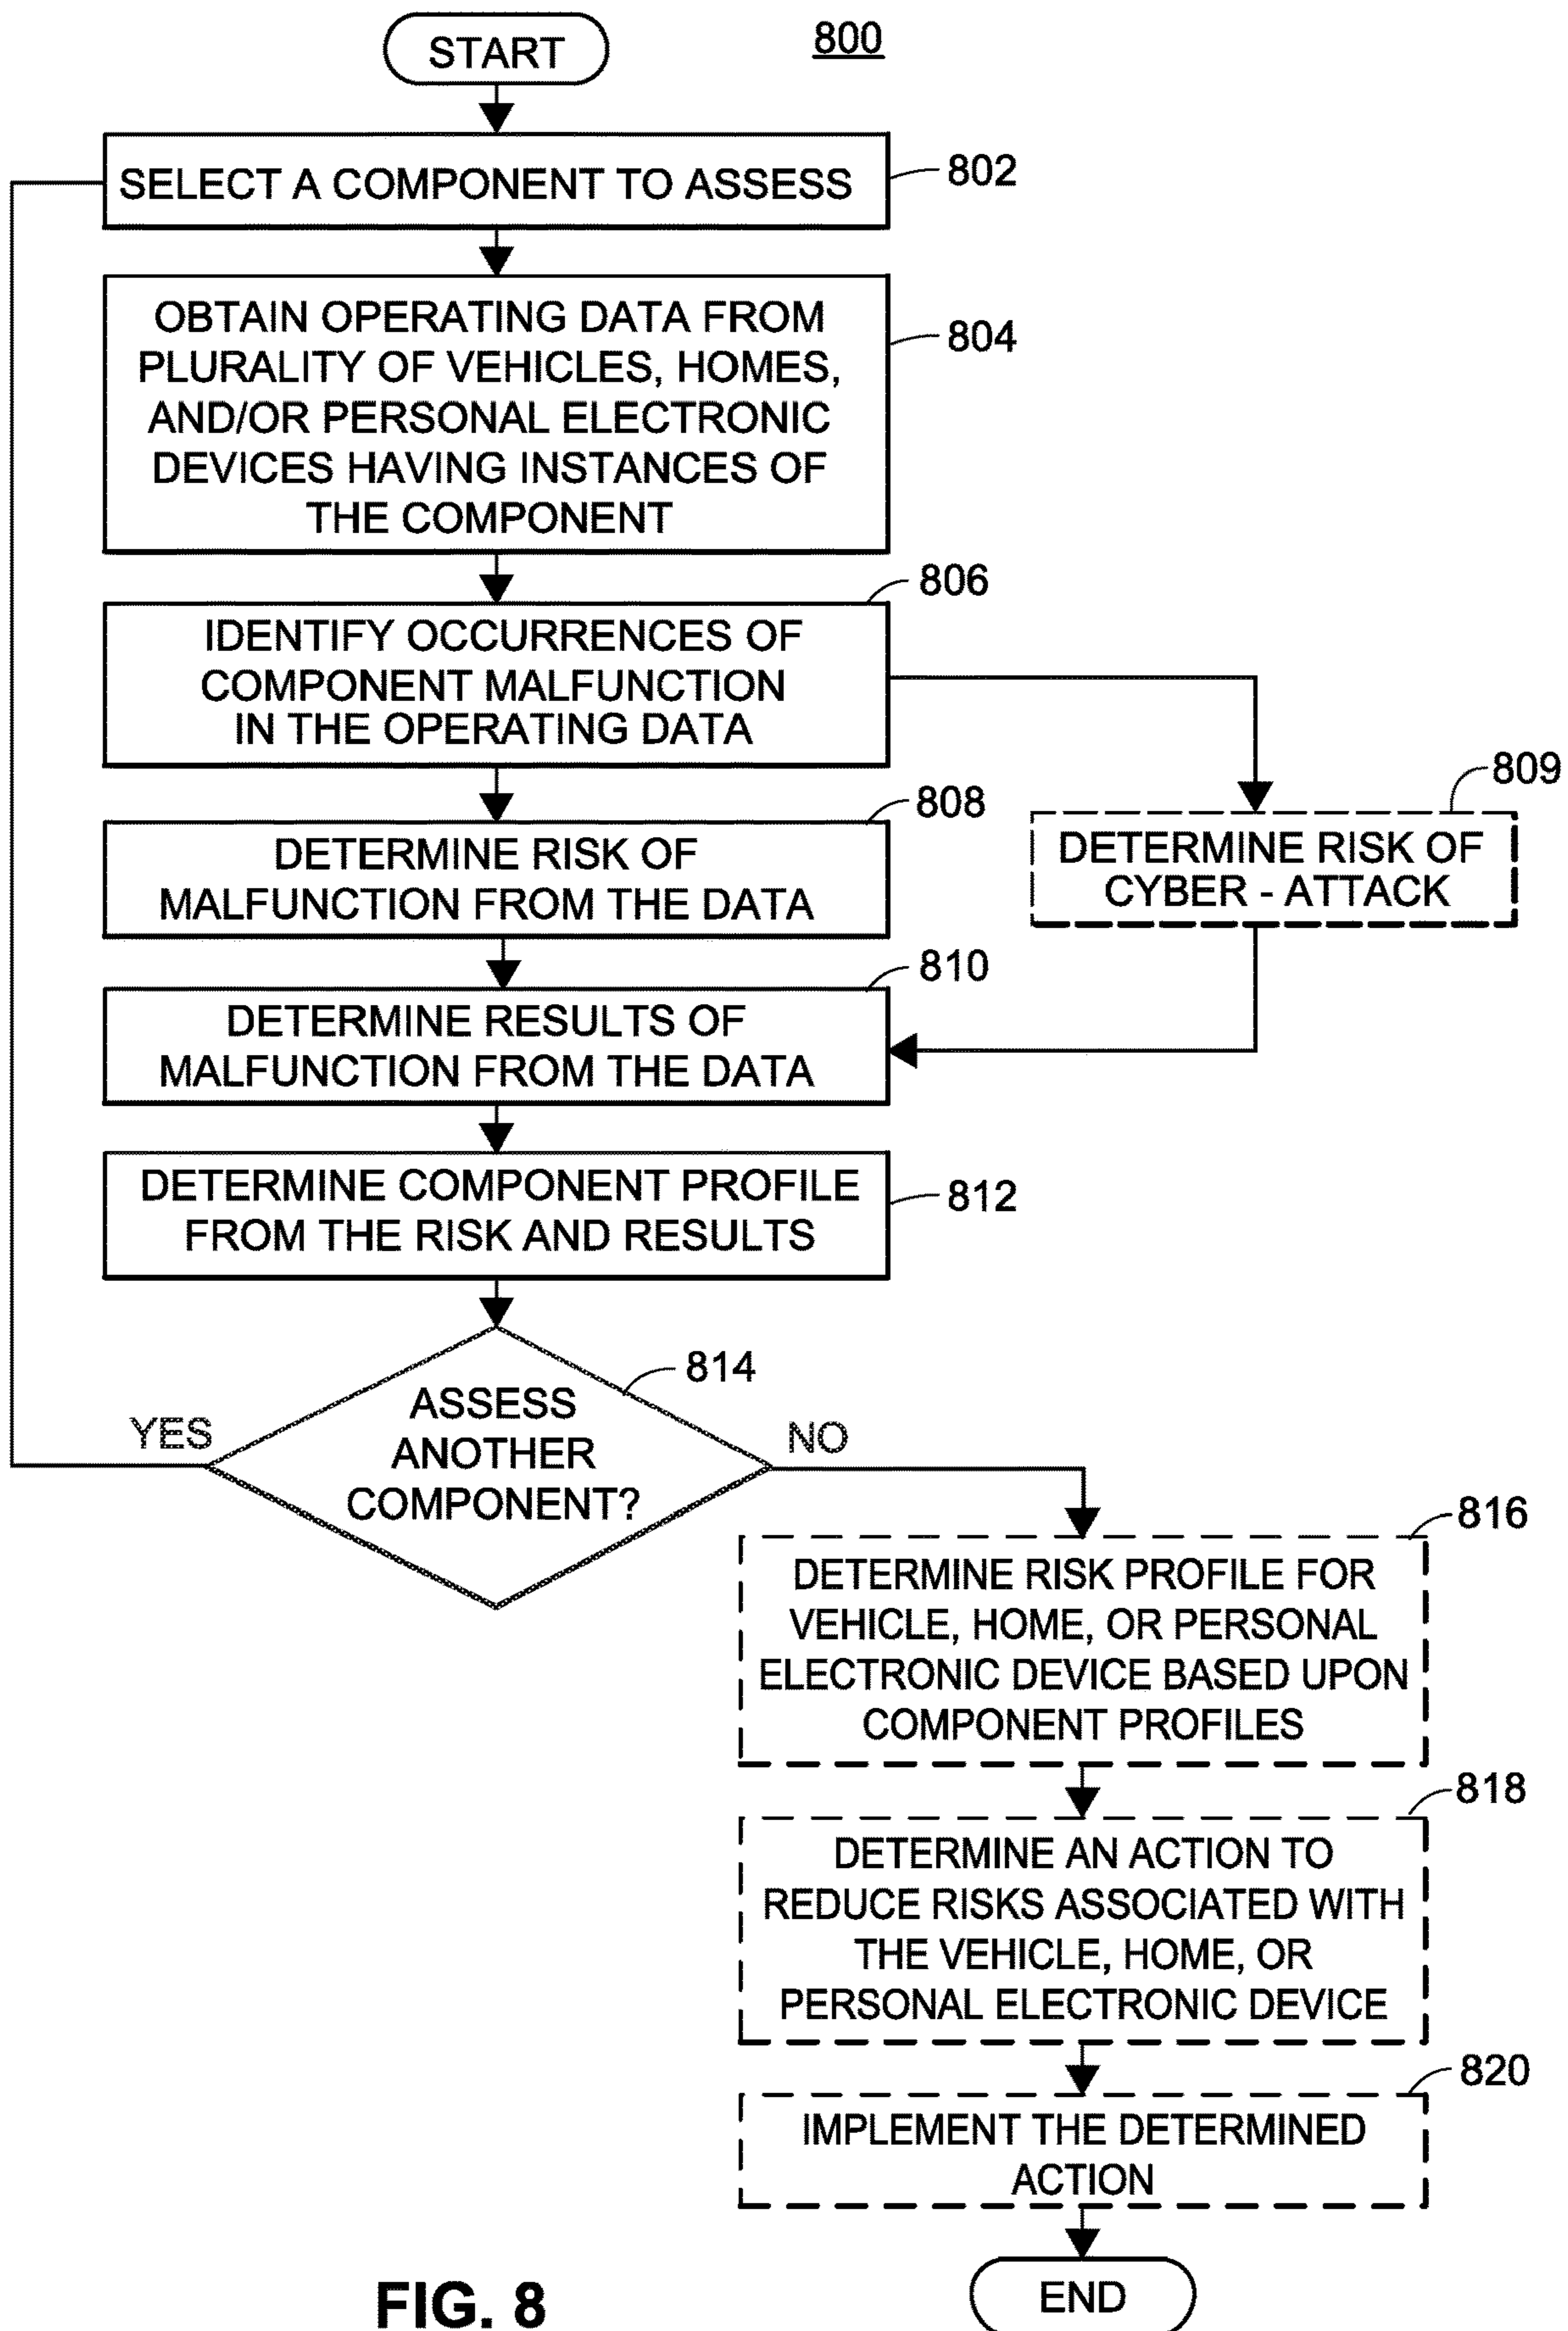 START
800
SELECT A COMPONENT TO ASSESS
802
OBTAIN OPERATING DATA FROM
PLURALITY OF VEHICLES, HOMES,
AND/OR PERSONAL ELECTRONIC
DEVICES HAVING INSTANCES OF
THE COMPONENT
804
806
IDENTIFY OCCURRENCES OF
COMPONENT MALFUNCTION
IN THE OPERATING DATA
808
DETERMINE RISK OF
MALFUNCTION FROM THE DATA
809
DETERMINE RISK OF
CYBER - ATTACK
810
DETERMINE RESULTS OF
MALFUNCTION FROM THE DATA
DETERMINE COMPONENT PROFILE
FROM THE RISK AND RESULTS
812
814
ASSESS
ANOTHER
COMPONENT?
YES
NO
816
DETERMINE RISK PROFILE FOR
VEHICLE, HOME, OR PERSONAL
ELECTRONIC DEVICE BASED UPON
COMPONENT PROFILES
818
DETERMINE AN ACTION TO
REDUCE RISKS ASSOCIATED WITH
THE VEHICLE, HOME, OR
PERSONAL ELECTRONIC DEVICE
820
IMPLEMENT THE DETERMINED
ACTION
END
FIG. 8